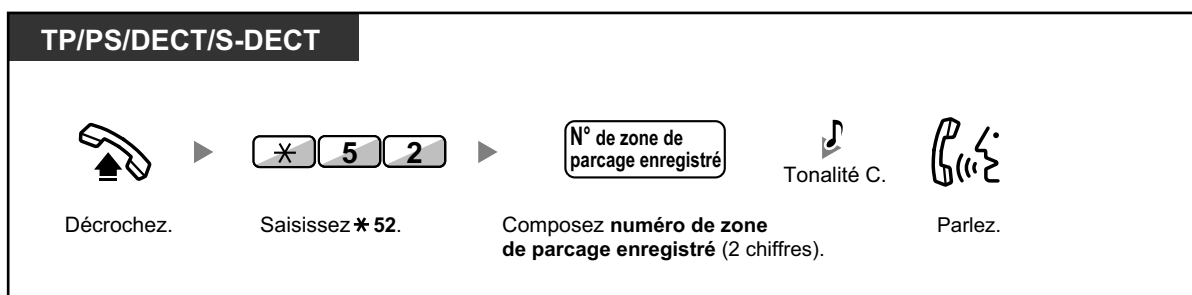 TP/PS/DECT/S-DECT
✳ 5 2
N° de zone de
parcage enregistré
Tonalité C.
Décrochez.
Saisissez ✳ 52.
Composez numéro de zone
de parcage enregistré (2 chiffres).
Parlez.